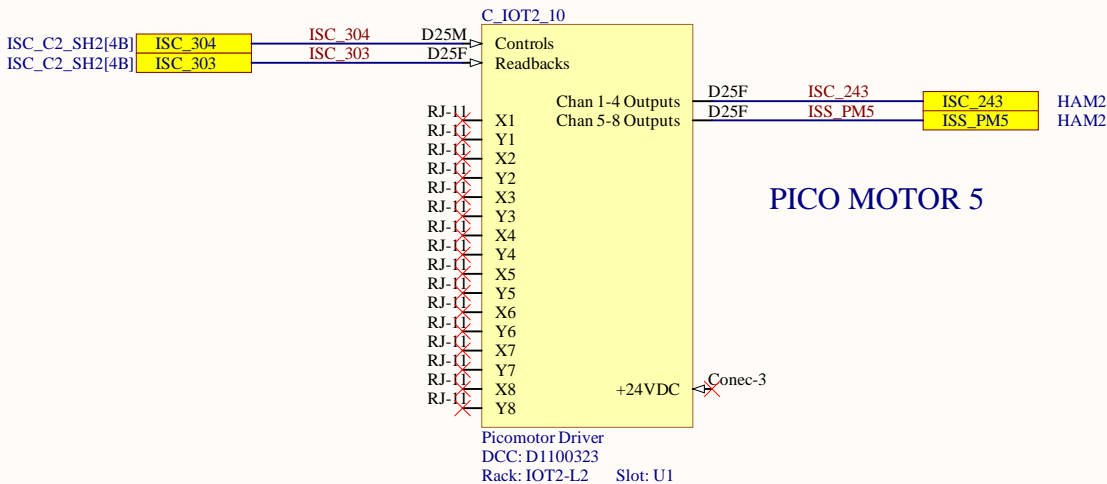 C_IOT2_10
ISC_C2_SH2[4B] ISC_304 ISC_304 D25M Controls
ISC_C2_SH2[4B] ISC_303 ISC_303 D25F Readbacks
Chan 1-4 Outputs D25F ISC_243 ISC_243 HAM2
Chan 5-8 Outputs D25F ISS_PM5 ISS_PM5 HAM2
RJ-11 X1
RJ-11 Y1
RJ-11 X2
RJ-11 Y2
RJ-11 X3
RJ-11 Y3
RJ-11 X4
RJ-11 Y4
RJ-11 X5
RJ-11 Y5
RJ-11 X6
RJ-11 Y6
RJ-11 X7
RJ-11 Y7
RJ-11 X8
RJ-11 Y8
PICO MOTOR 5
+24VDC Conec-3
Picomotor Driver
DCC: D1100323
Rack: IOT2-L2 Slot: U1